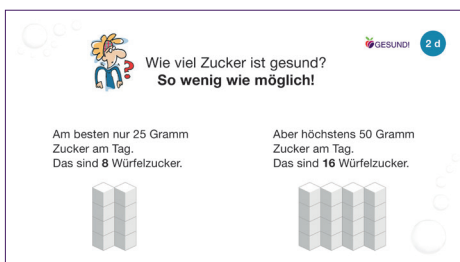 GESUND!
2 d
Wie viel Zucker ist gesund?
So wenig wie möglich!
Am besten nur 25 Gramm
Zucker am Tag.
Das sind 8 Würfelzucker.
Aber höchstens 50 Gramm
Zucker am Tag.
Das sind 16 Würfelzucker.